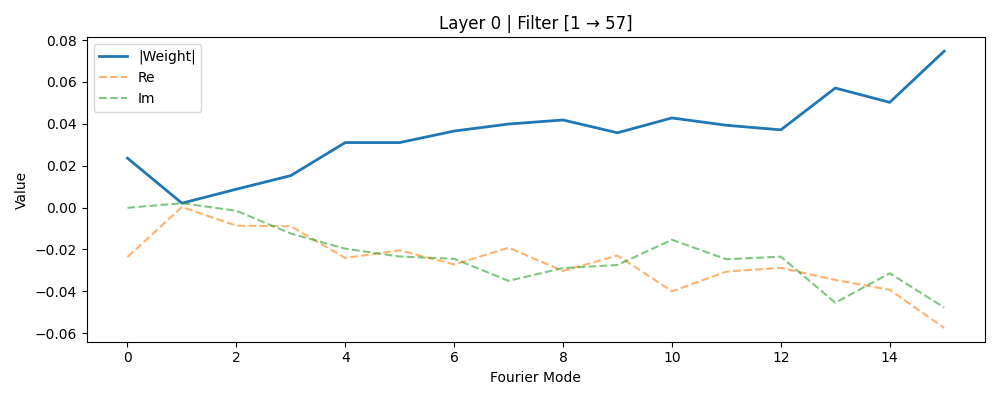 Layer 0 | Filter [1 → 57]
|Weight|
Re
Im
Value
0.08
0.06
0.04
0.02
0.00
−0.02
−0.04
−0.06
0 2 4 6 8 10 12 14
Fourier Mode